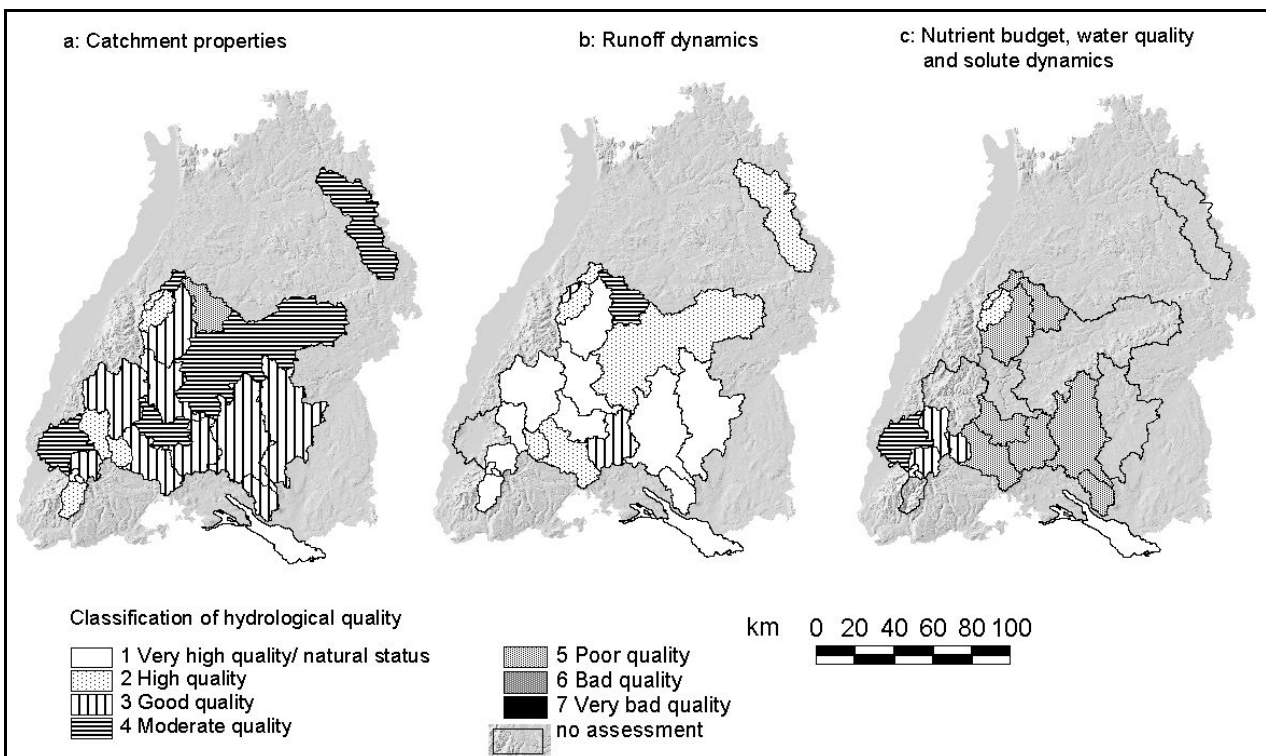 a: Catchment properties
b: Runoff dynamics
c: Nutrient budget, water quality
and solute dynamics
Classification of hydrological quality
1 Very high quality/ natural status
2 High quality
3 Good quality
4 Moderate quality
5 Poor quality
6 Bad quality
7 Very bad quality
no assessment
km 0 20 40 60 80 100